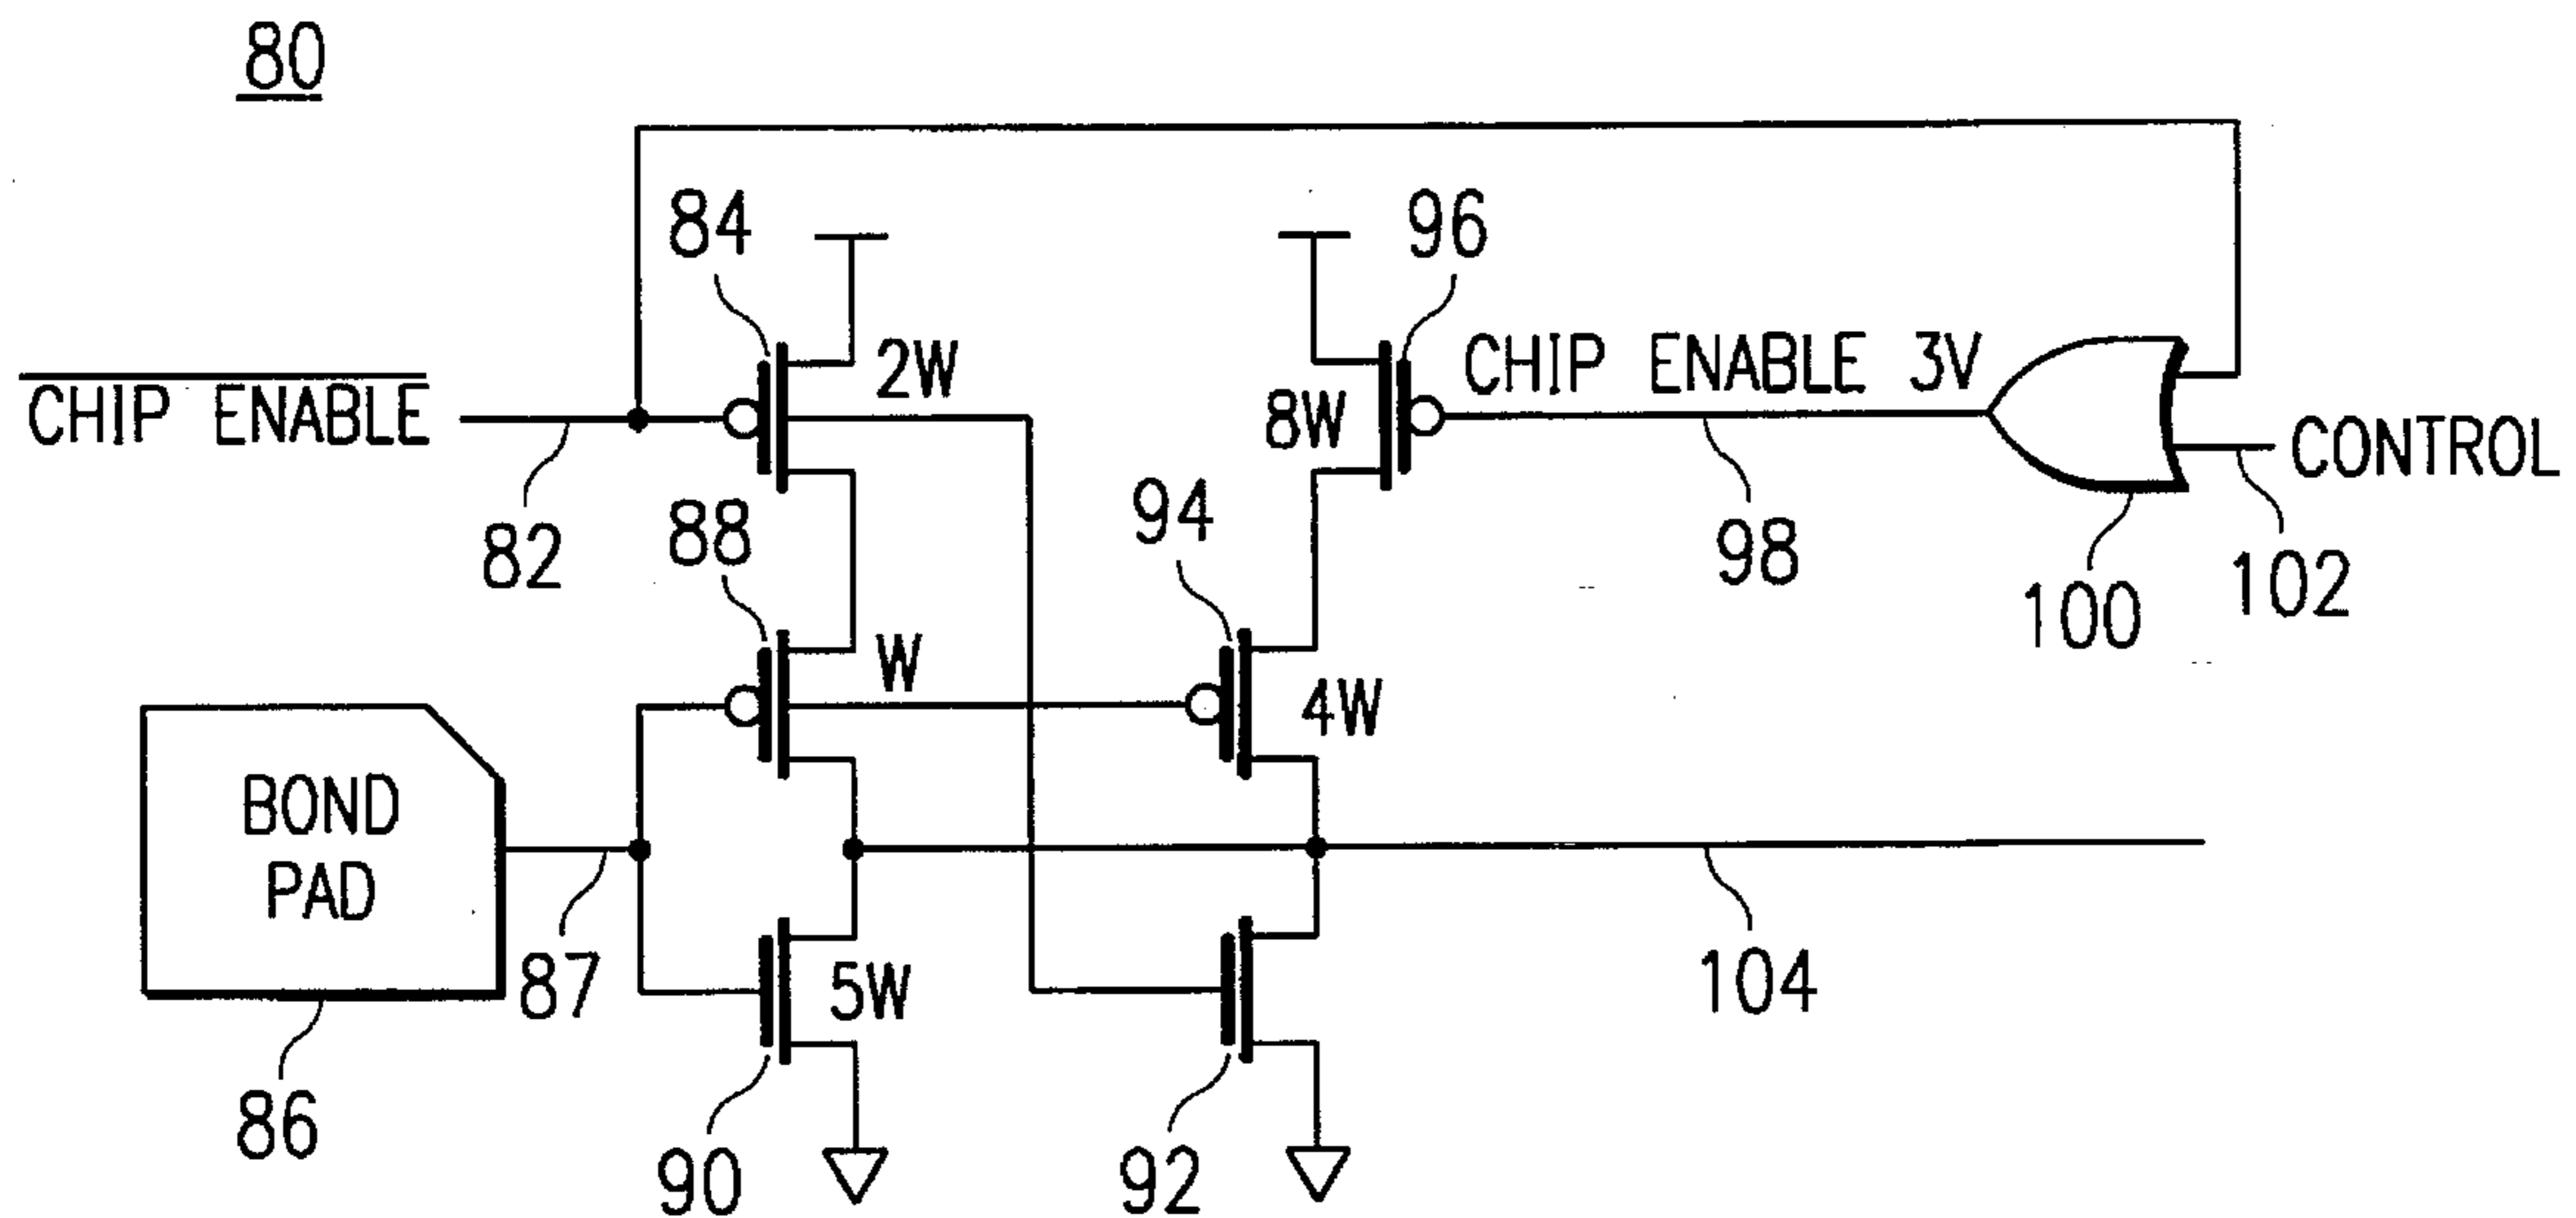 80
84
96
2W
CHIP ENABLE 3V
CHIP ENABLE
8W
CONTROL
82
88
94
98
100
102
W
4W
BOND
PAD
87
5W
104
86
90
92